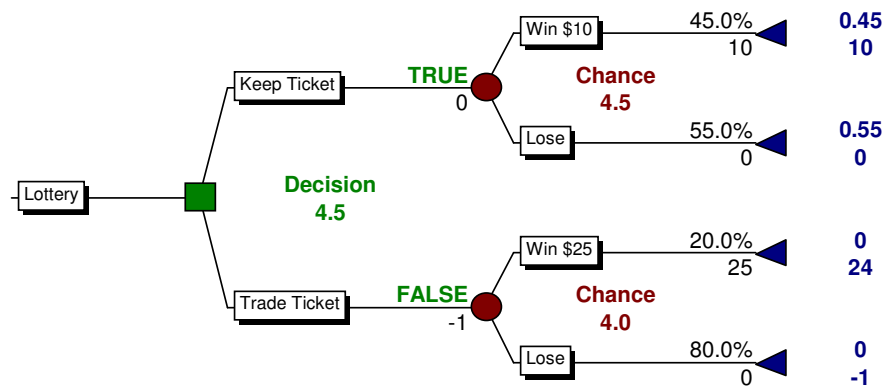 Win $10
45.0%
10
0.45
10
Keep Ticket
TRUE
0
Chance
4.5
Lose
55.0%
0
0.55
0
Lottery
Decision
4.5
Win $25
20.0%
25
0
24
Trade Ticket
FALSE
-1
Chance
4.0
Lose
80.0%
0
0
-1